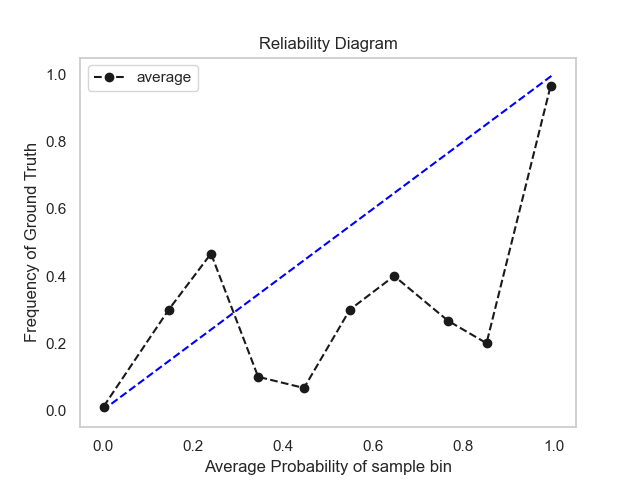 Reliability Diagram
average
Frequency of Ground Truth
1.0
0.8
0.6
0.4
0.2
0.0
0.0 0.2 0.4 0.6 0.8 1.0
Average Probability of sample bin